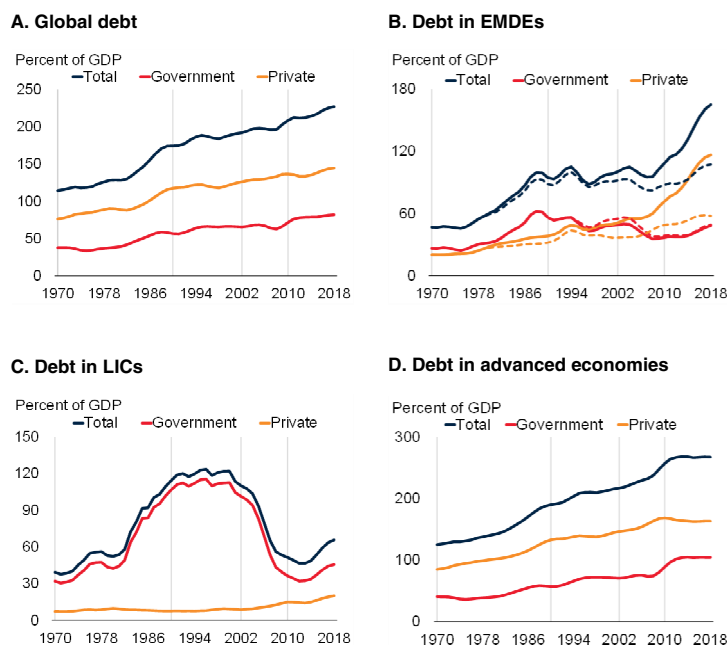 A. Global debt
Percent of GDP
Total Government Private
250
200
150
100
50
0
1970 1978 1986 1994 2002 2010 2018
B. Debt in EMDEs
Percent of GDP
Total Government Private
180
120
60
0
1970 1978 1986 1994 2002 2010 2018
C. Debt in LICs
Percent of GDP
Total Government Private
150
120
90
60
30
0
1970 1978 1986 1994 2002 2010 2018
D. Debt in advanced economies
Percent of GDP
Total Government Private
300
200
100
0
1970 1978 1986 1994 2002 2010 2018